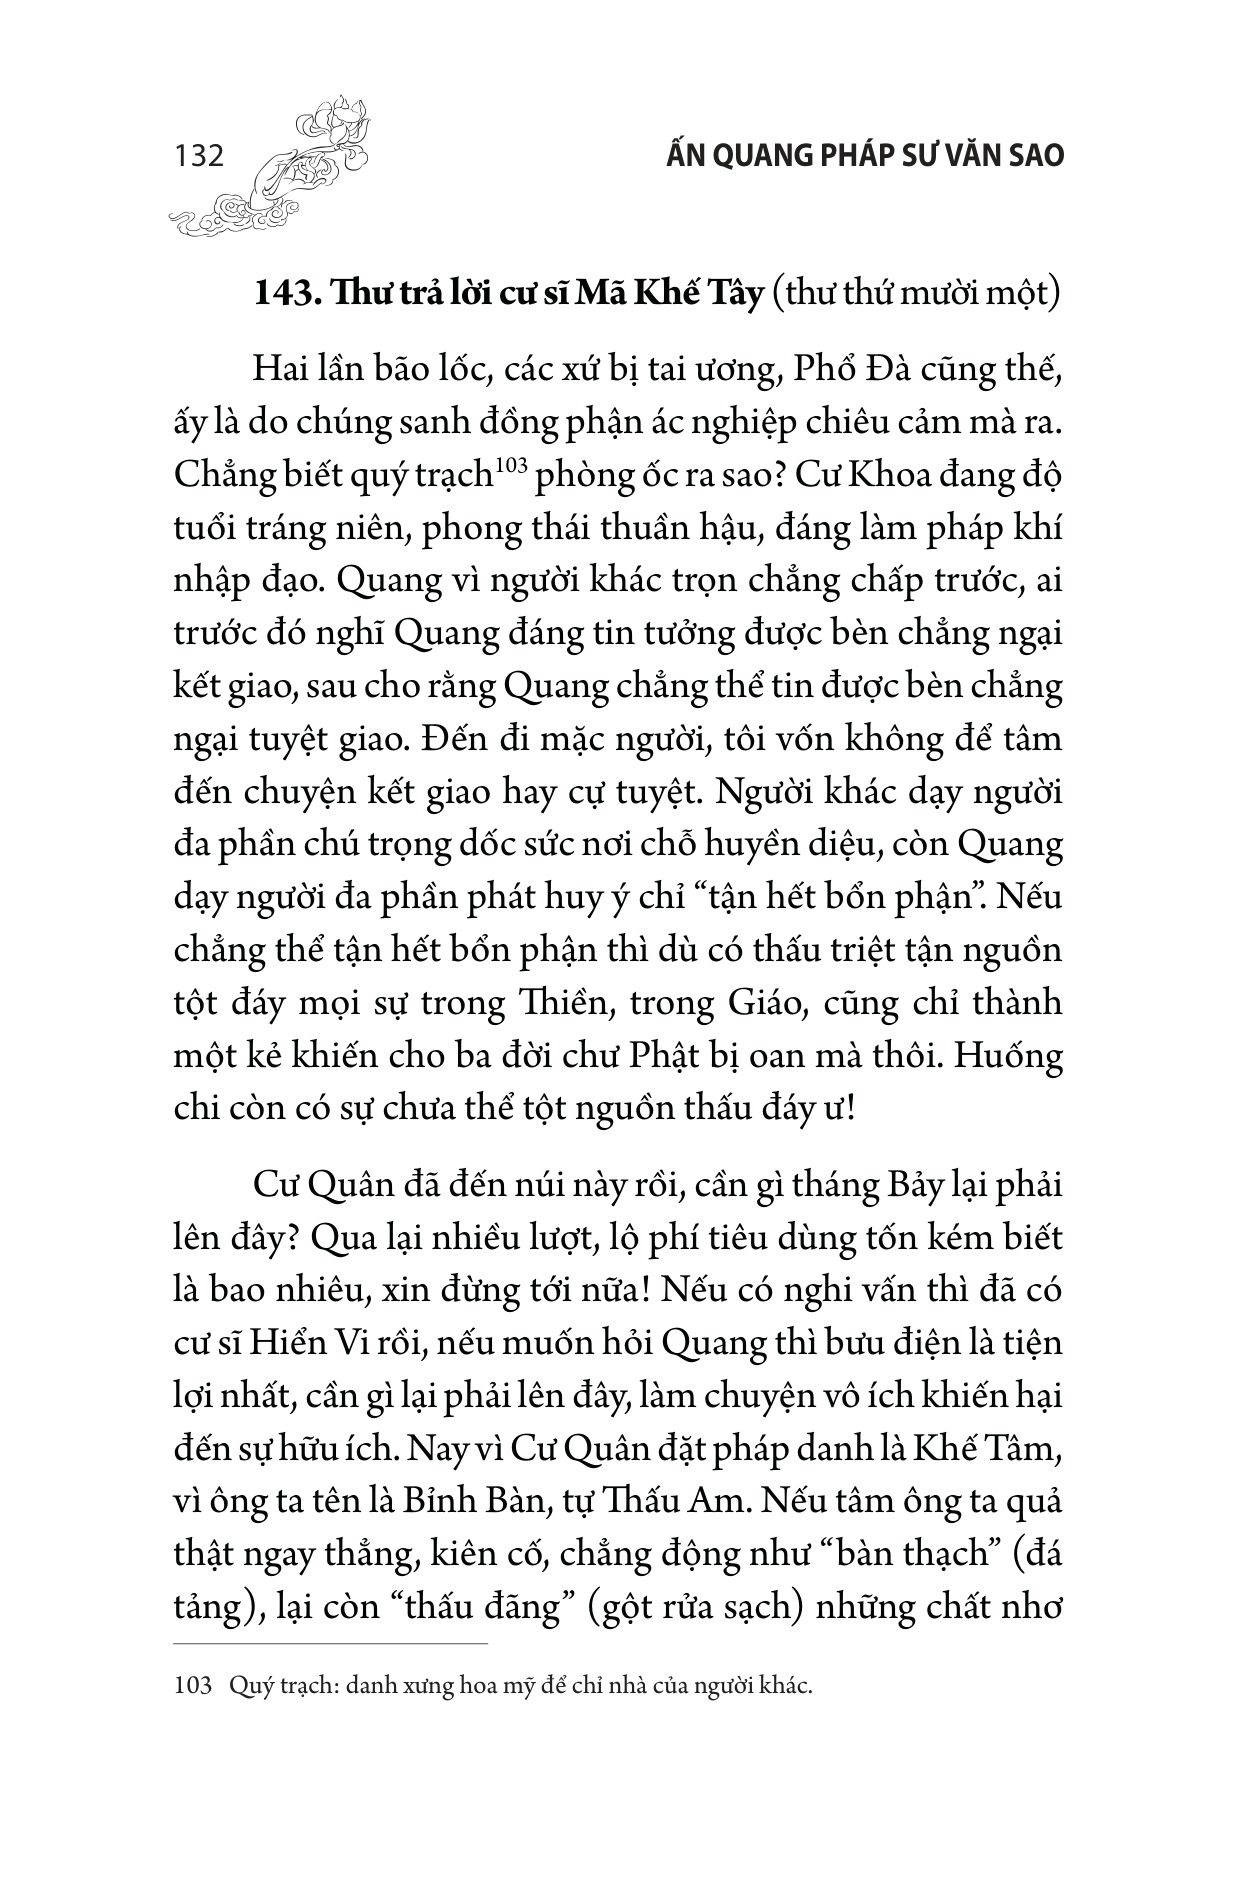 132
ẤN QUANG PHÁP SƯ VĂN SAO
143. Thư trả lời cư sĩ Mã Khế Tây (thư thứ mười một)
Hai lần bão lốc, các xứ bị tai ương, Phổ Đà cũng thế,
ấy là do chúng sanh đồng phận ác nghiệp chiêu cảm mà ra.
Chẳng biết quý trạch103 phòng ốc ra sao? Cư Khoa đang độ
tuổi tráng niên, phong thái thuần hậu, đáng làm pháp khí
nhập đạo. Quang vì người khác trọn chẳng chấp trước, ai
trước đó nghĩ Quang đáng tin tưởng được bèn chẳng ngại
kết giao, sau cho rằng Quang chẳng thể tin được bèn chẳng
ngại tuyệt giao. Đến đi mặc người, tôi vốn không để tâm
đến chuyện kết giao hay cự tuyệt. Người khác dạy người
đa phần chú trọng dốc sức nơi chỗ huyền diệu, còn Quang
dạy người đa phần phát huy ý chỉ “tận hết bổn phận”. Nếu
chẳng thể tận hết bổn phận thì dù có thấu triệt tận nguồn
tột đáy mọi sự trong Thiền, trong Giáo, cũng chỉ thành
một kẻ khiến cho ba đời chư Phật bị oan mà thôi. Huống
chi còn có sự chưa thể tột nguồn thấu đáy ư!
Cư Quân đã đến núi này rồi, cần gì tháng Bảy lại phải
lên đây? Qua lại nhiều lượt, lộ phí tiêu dùng tốn kém biết
là bao nhiêu, xin đừng tới nữa! Nếu có nghi vấn thì đã có
cư sĩ Hiển Vi rồi, nếu muốn hỏi Quang thì bưu điện là tiện
lợi nhất, cần gì lại phải lên đây, làm chuyện vô ích khiến hại
đến sự hữu ích. Nay vì Cư Quân đặt pháp danh là Khế Tâm,
vì ông ta tên là Bỉnh Bàn, tự Thấu Am. Nếu tâm ông ta quả
thật ngay thẳng, kiên cố, chẳng động như “bàn thạch” (đá
tảng), lại còn “thấu đãng” (gột rửa sạch) những chất nhơ
103 Quý trạch: danh xưng hoa mỹ để chỉ nhà của người khác.